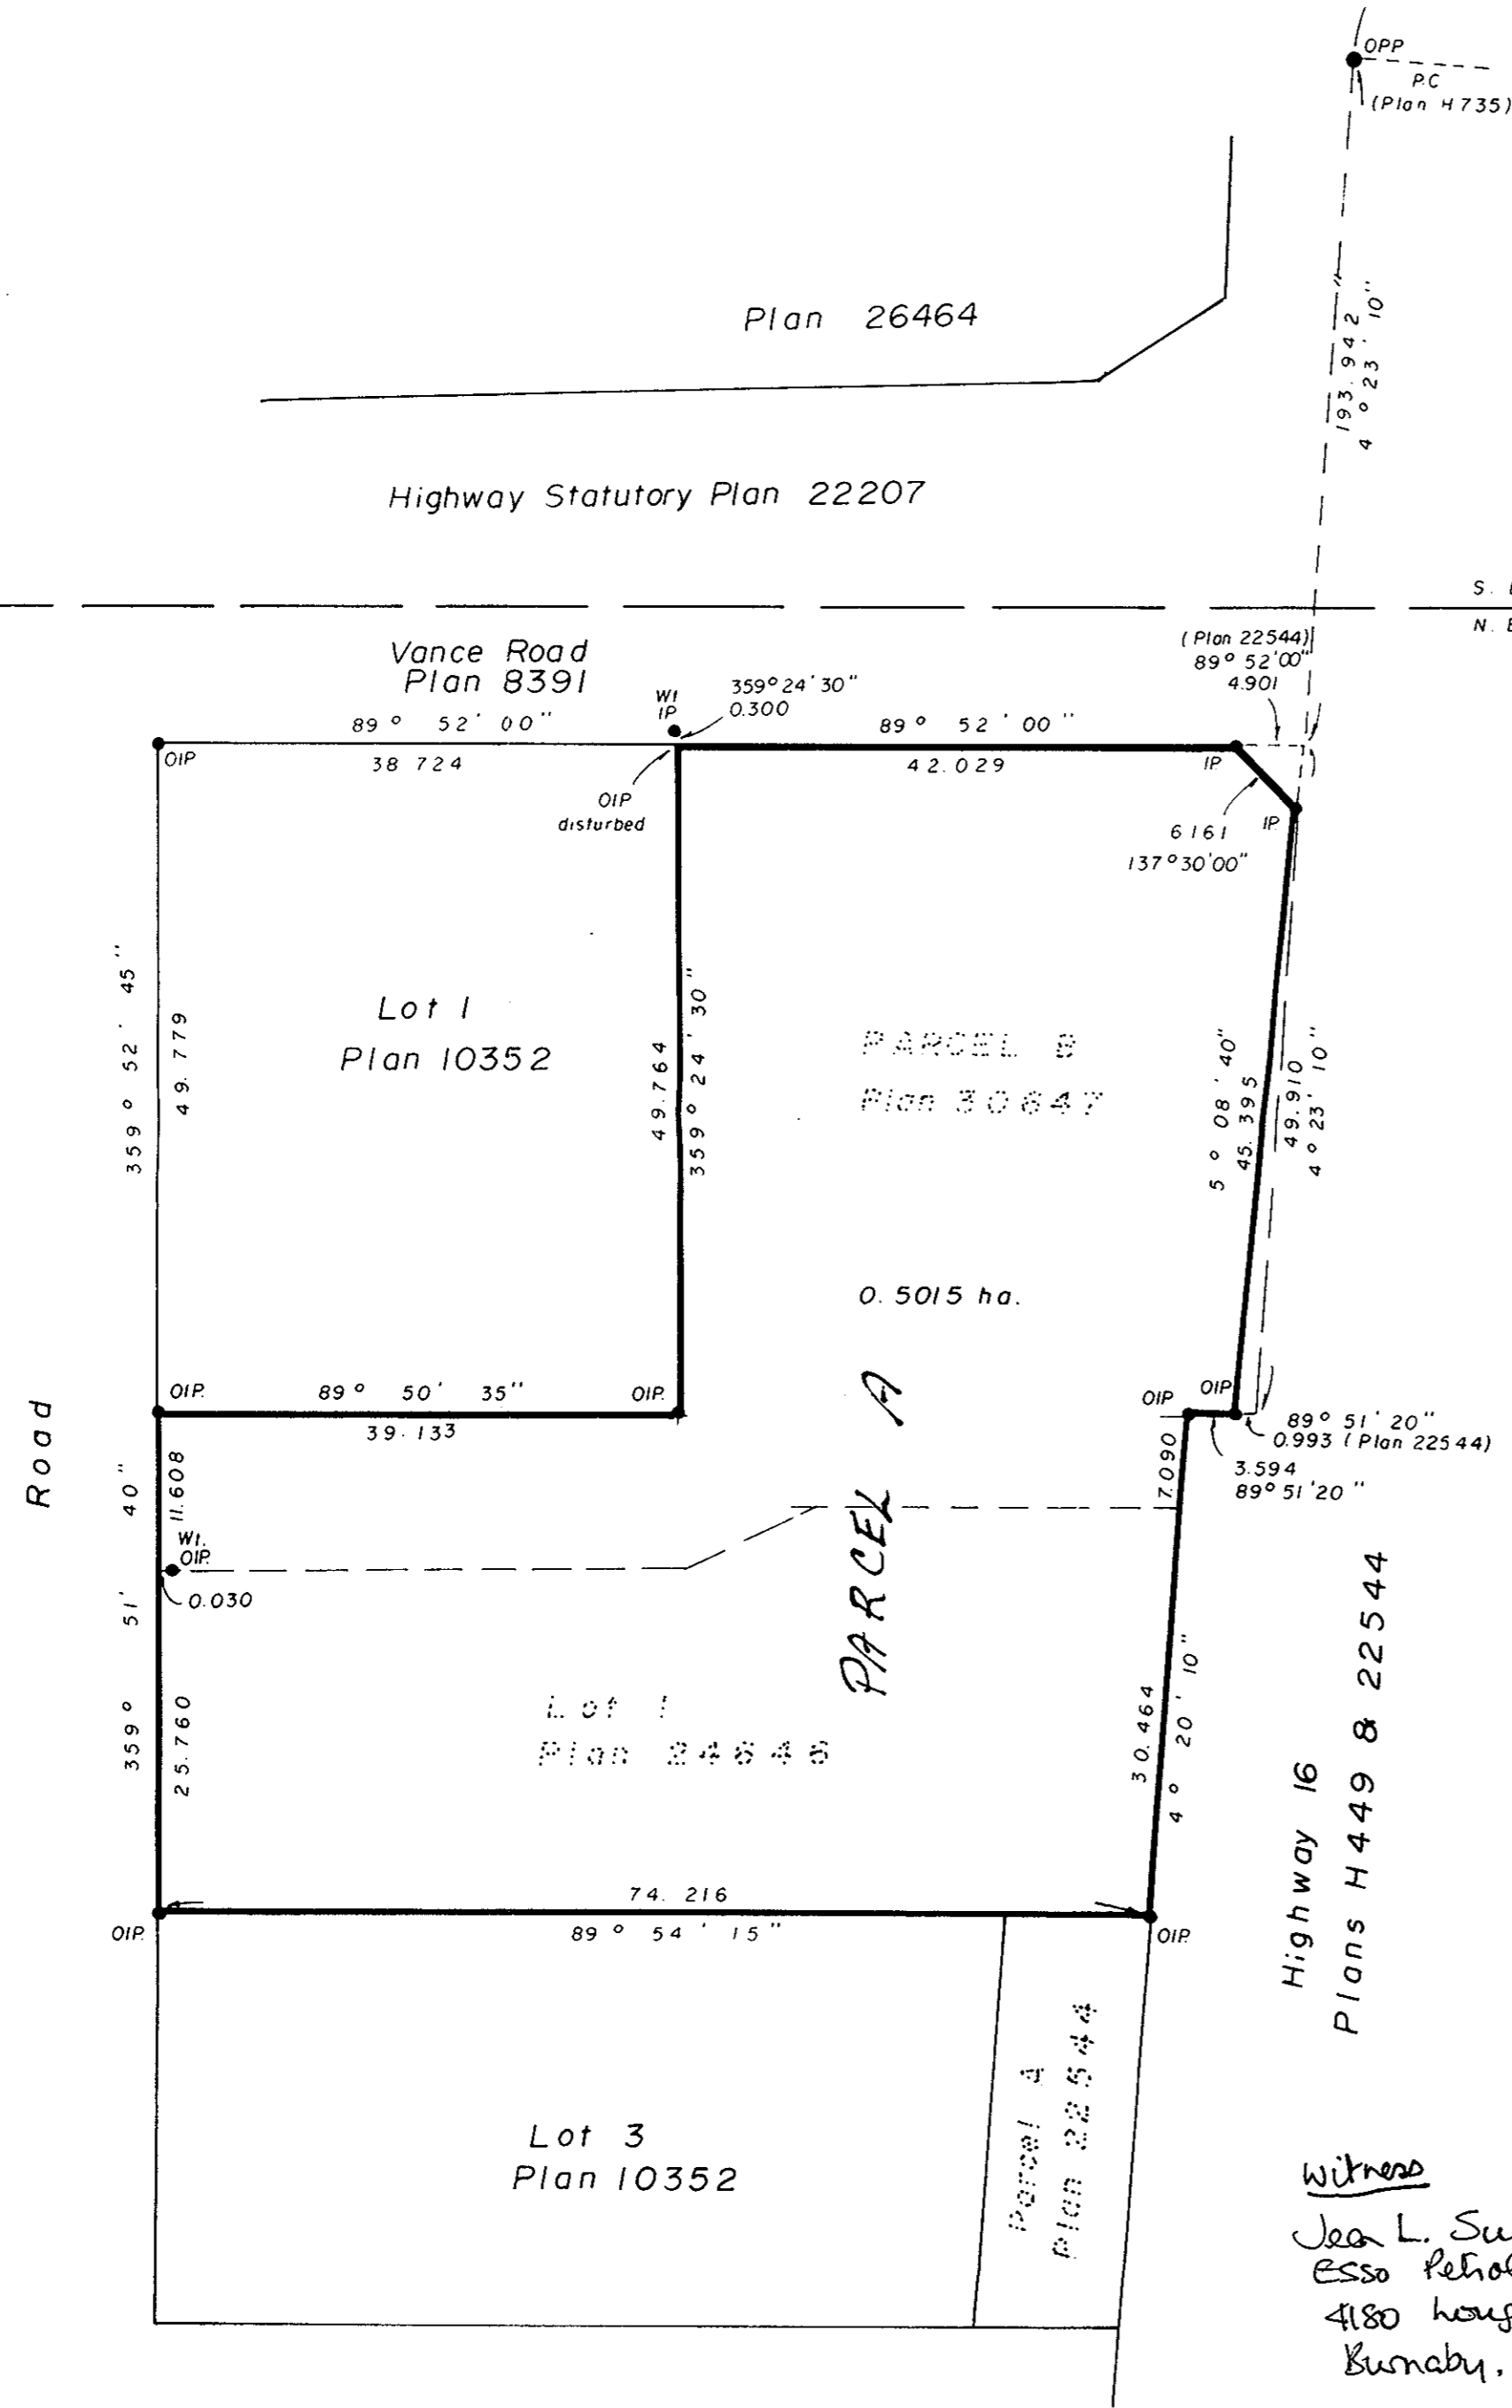 OPP
P.C
(Plan H735)
193.942
4° 23' 10"
Plan 26464
Highway Statutory Plan 22207
S.
N.
Vance Road
Plan 8391
89° 52' 00"
38 724
OIP
Wt
IP
359° 24' 30"
0.300
OIP
disturbed
89° 52' 00"
42.029
(Plan 22544)
89° 52' 00"
4.901
IP
IP.
6 161
137° 30' 00"
359° 52' 45"
49.779
Lot 1
Plan 10352
49.764
359° 24' 30"
PARCEL B
Plan 30647
5° 08' 40"
45.395
49.910
4° 23' 10"
0.5015 ha.
OIP.
89° 50' 35"
39.133
OIP.
OIP
OIP
89° 51' 20"
0.993 (Plan 22544)
3.594
89° 51' 20"
7.090
Road
11.608
359° 51' 40"
Wt.
OIP.
0.030
25.760
PARCEL A
Lot 1
Plan 24646
30.464
4° 20' 10"
74.216
89° 54' 15"
OIP.
OIP.
Highway 16
Plans H449 & 22544
Lot 3
Plan 10352
Parcel A
Plan 22544
witness
Jean L.
Esso
4180
Burnaby.